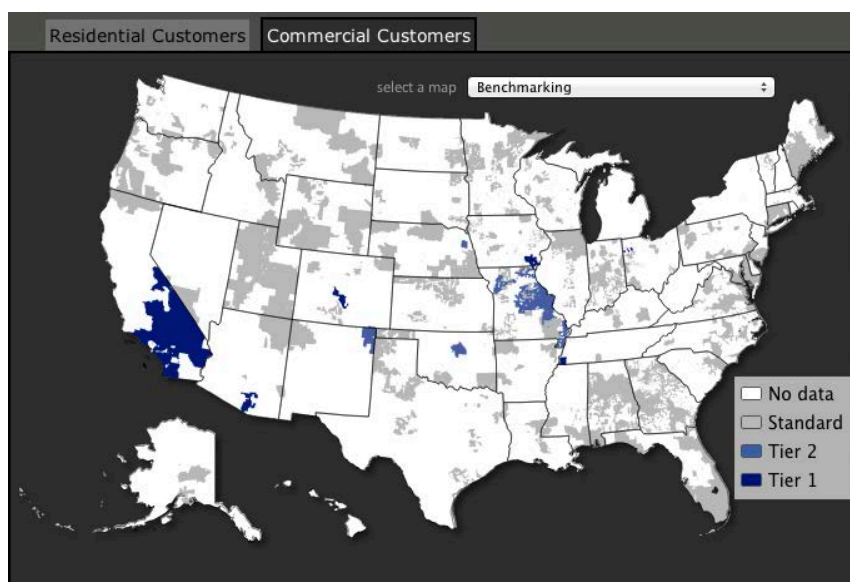 Residential Customers Commercial Customers
select a map Benchmarking
No data
Standard
Tier 2
Tier 1